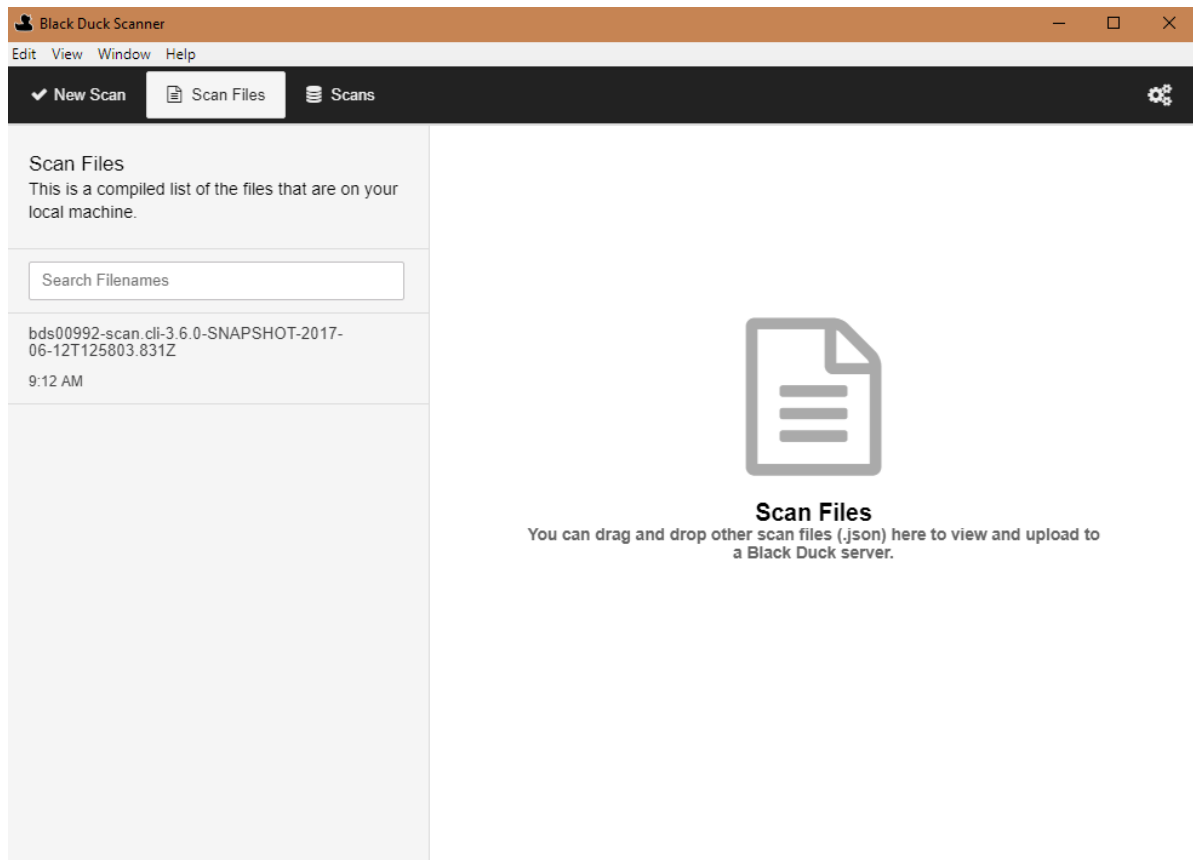 Black Duck Scanner
Edit View Window Help
New Scan Scan Files Scans
Scan Files
This is a compiled list of the files that are on your
local machine.
Search Filenames
bds00992-scan.cli-3.6.0-SNAPSHOT-2017-
06-12T125803.831Z
9:12 AM
Scan Files
You can drag and drop other scan files (.json) here to view and upload to
a Black Duck server.